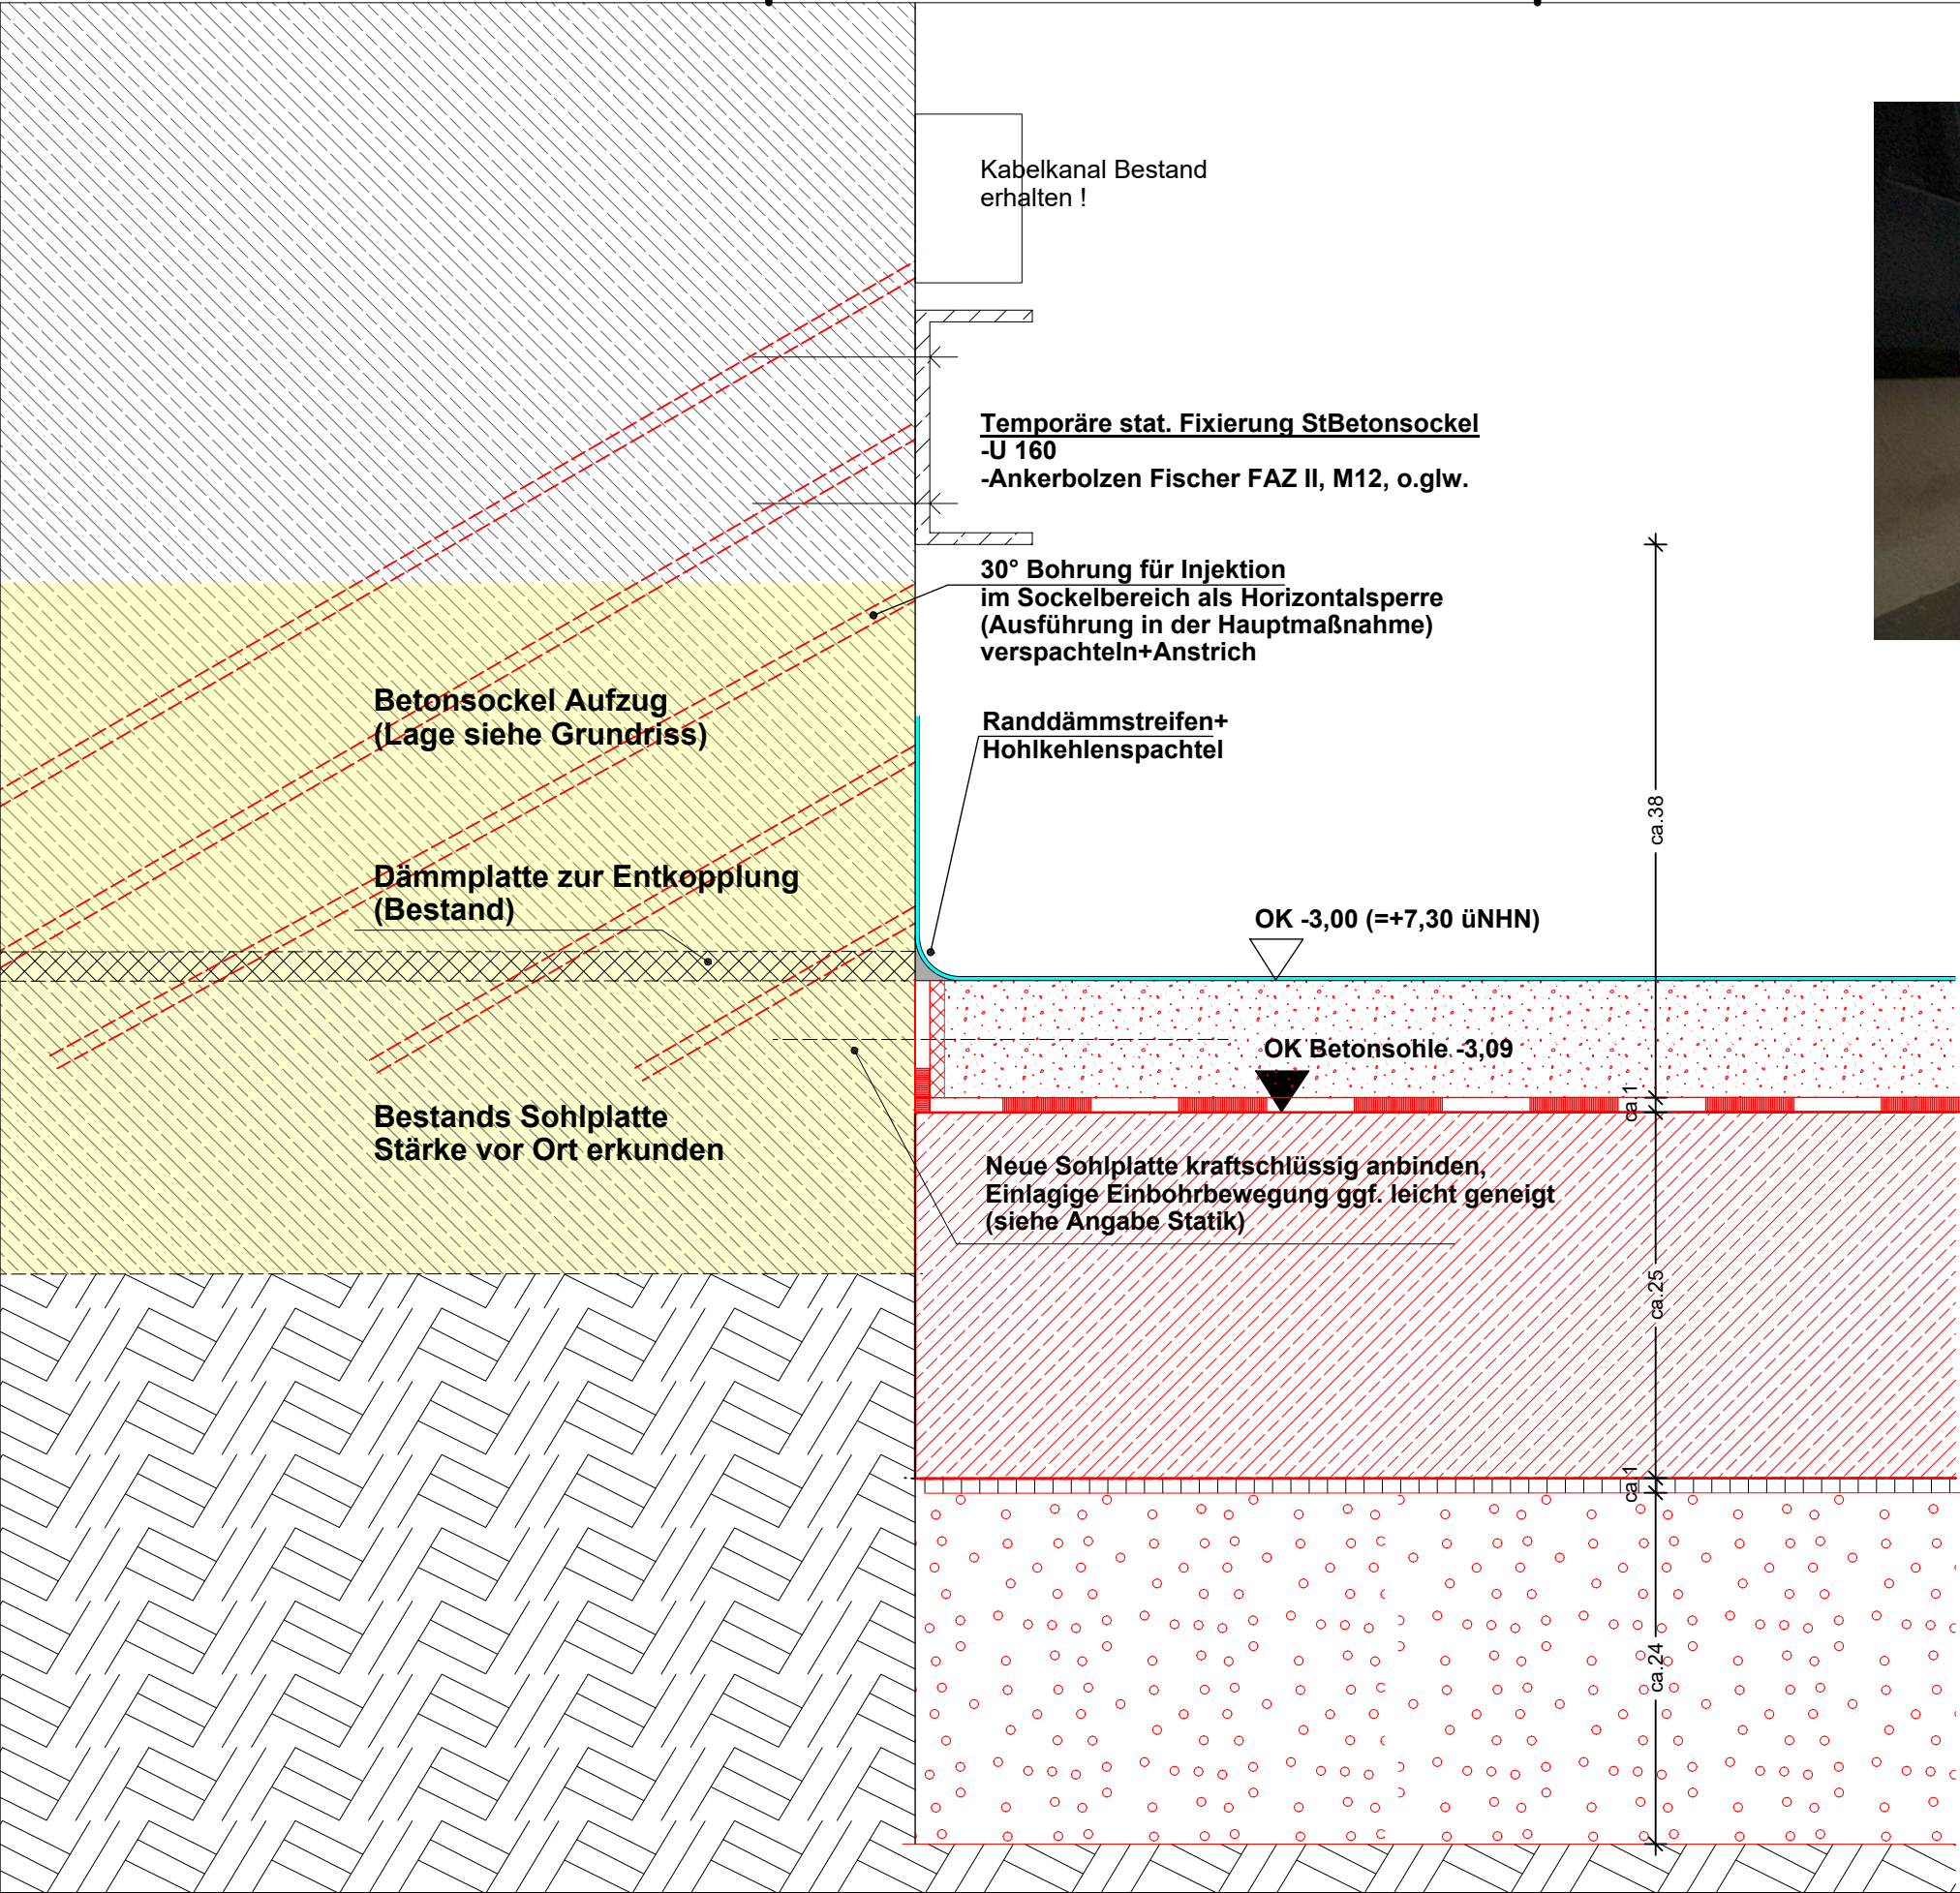 Kabelkanal Bestand
erhalten !
Temporäre stat. Fixierung StBetonsockel
-U 160
-Ankerbolzen Fischer FAZ II, M12, o.glw.
30° Bohrung für Injektion
im Sockelbereich als Horizontalsperre
(Ausführung in der Hauptmaßnahme)
verspachteln+Anstrich
Betonsockel Aufzug
(Lage siehe Grundriss)
Randdämmstreifen+
Hohlkehlenspachtel
ca.38
Dämmplatte zur Entkopplung
(Bestand)
OK -3,00 (=+7,30 üNHN)
OK Betonsohle -3,09
ca.1
Bestands Sohlplatte
Stärke vor Ort erkunden
Neue Sohlplatte kraftschlüssig anbinden,
Einlagige Einbohrbewegung ggf. leicht geneigt
(siehe Angabe Statik)
ca.25
ca.1
ca.24